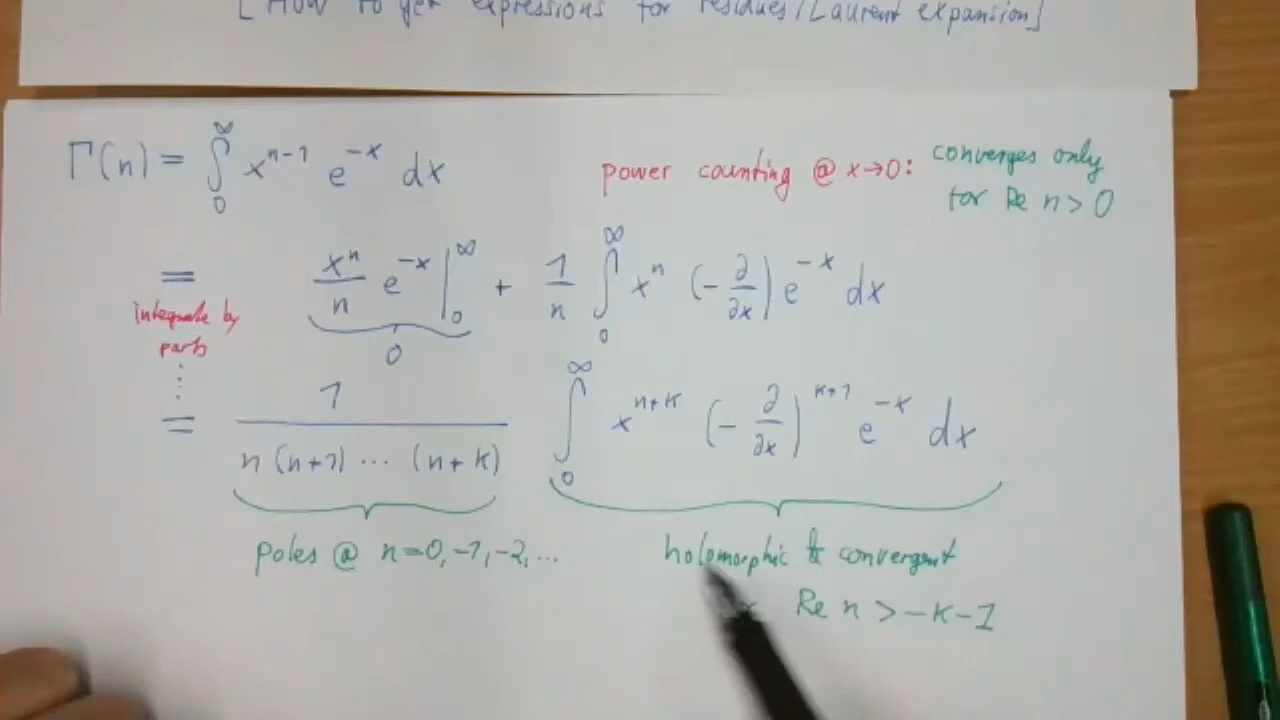 [How to get expressions for residues/Laurent expansion]
Γ(n) = ∫₀^∞ x^{n-1} e^{-x} dx
power counting @ x→0: converges only
for Re n > 0
= x^n/n e^{-x} |₀^∞ + 1/n ∫₀^∞ x^n (-∂/∂x) e^{-x} dx
integrate by
parts
0
⋮
= 1/(n(n+1)⋯(n+k)) ∫₀^∞ x^{n+k} (-∂/∂x)^{k+1} e^{-x} dx
poles @ n=0,-1,-2,...
holomorphic & convergent
Re n > -k-1